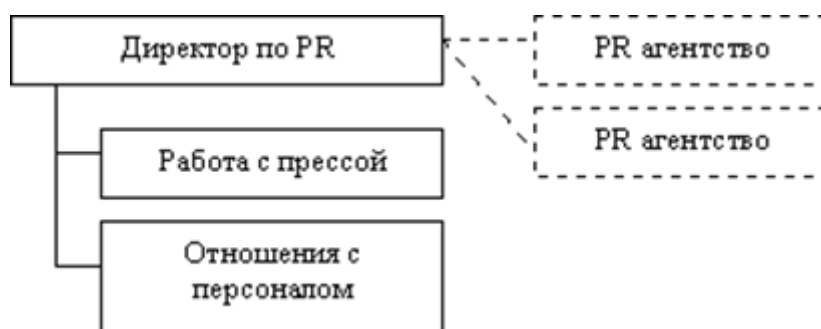 Директор по PR
PR агентство
PR агентство
Работа с прессой
Отношения с
персоналом